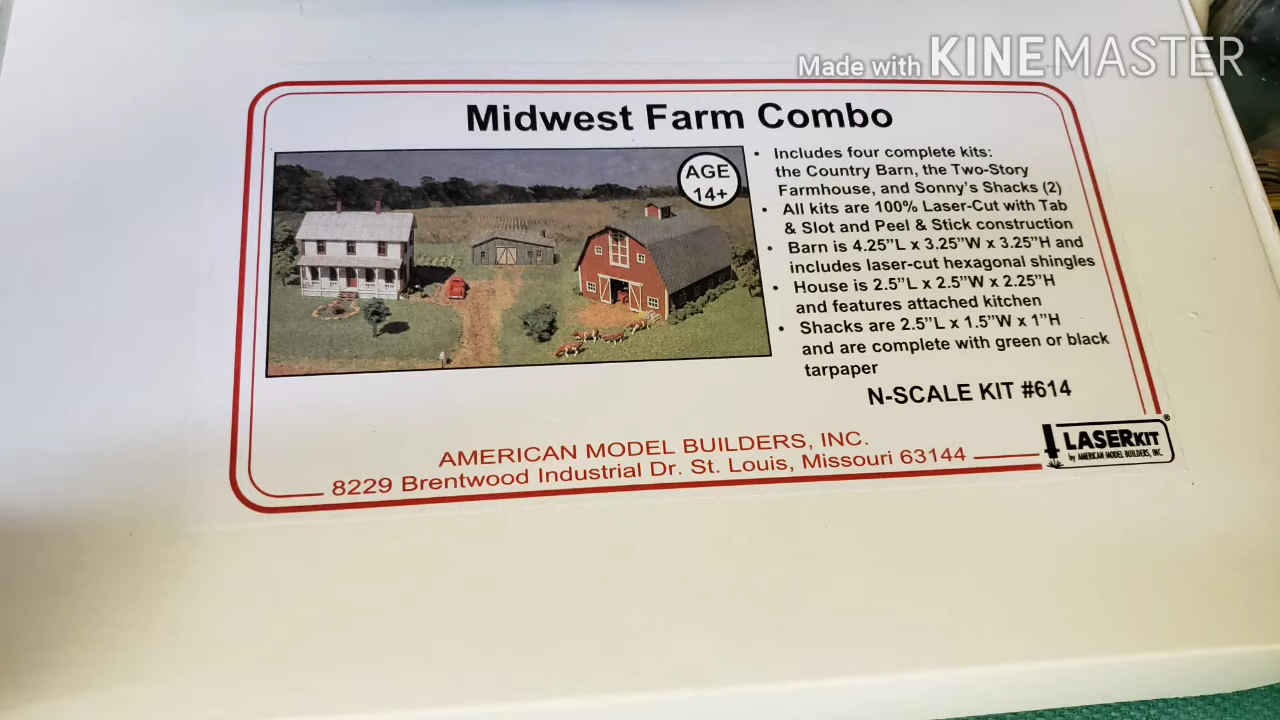 Made with KINEMASTER
Midwest Farm Combo
AGE
14+
• Includes four complete kits:
the Country Barn, the Two-Story
Farmhouse, and Sonny's Shacks (2)
• All kits are 100% Laser-Cut with Tab
& Slot and Peel & Stick construction
• Barn is 4.25"L x 3.25"W x 3.25"H and
includes laser-cut hexagonal shingles
• House is 2.5"L x 2.5"W x 2.25"H
and features attached kitchen
• Shacks are 2.5"L x 1.5"W x 1"H
and are complete with green or black
tarpaper
N-SCALE KIT #614
AMERICAN MODEL BUILDERS, INC.
8229 Brentwood Industrial Dr. St. Louis, Missouri 63144
LASERKIT®
by AMERICAN MODEL BUILDERS, INC.